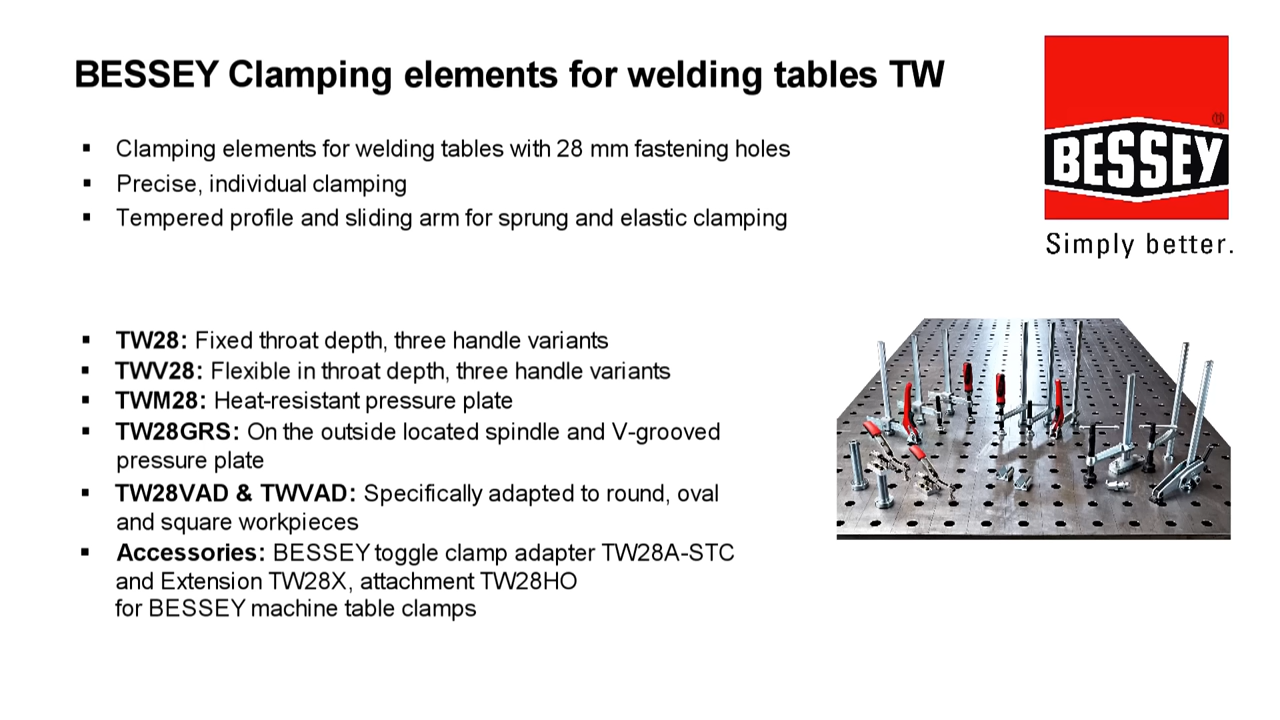 BESSEY Clamping elements for welding tables TW
▪ Clamping elements for welding tables with 28 mm fastening holes
▪ Precise, individual clamping
▪ Tempered profile and sliding arm for sprung and elastic clamping
BESSEY®
Simply better.
▪ TW28: Fixed throat depth, three handle variants
▪ TWV28: Flexible in throat depth, three handle variants
▪ TWM28: Heat-resistant pressure plate
▪ TW28GRS: On the outside located spindle and V-grooved
pressure plate
▪ TW28VAD & TWVAD: Specifically adapted to round, oval
and square workpieces
▪ Accessories: BESSEY toggle clamp adapter TW28A-STC
and Extension TW28X, attachment TW28HO
for BESSEY machine table clamps